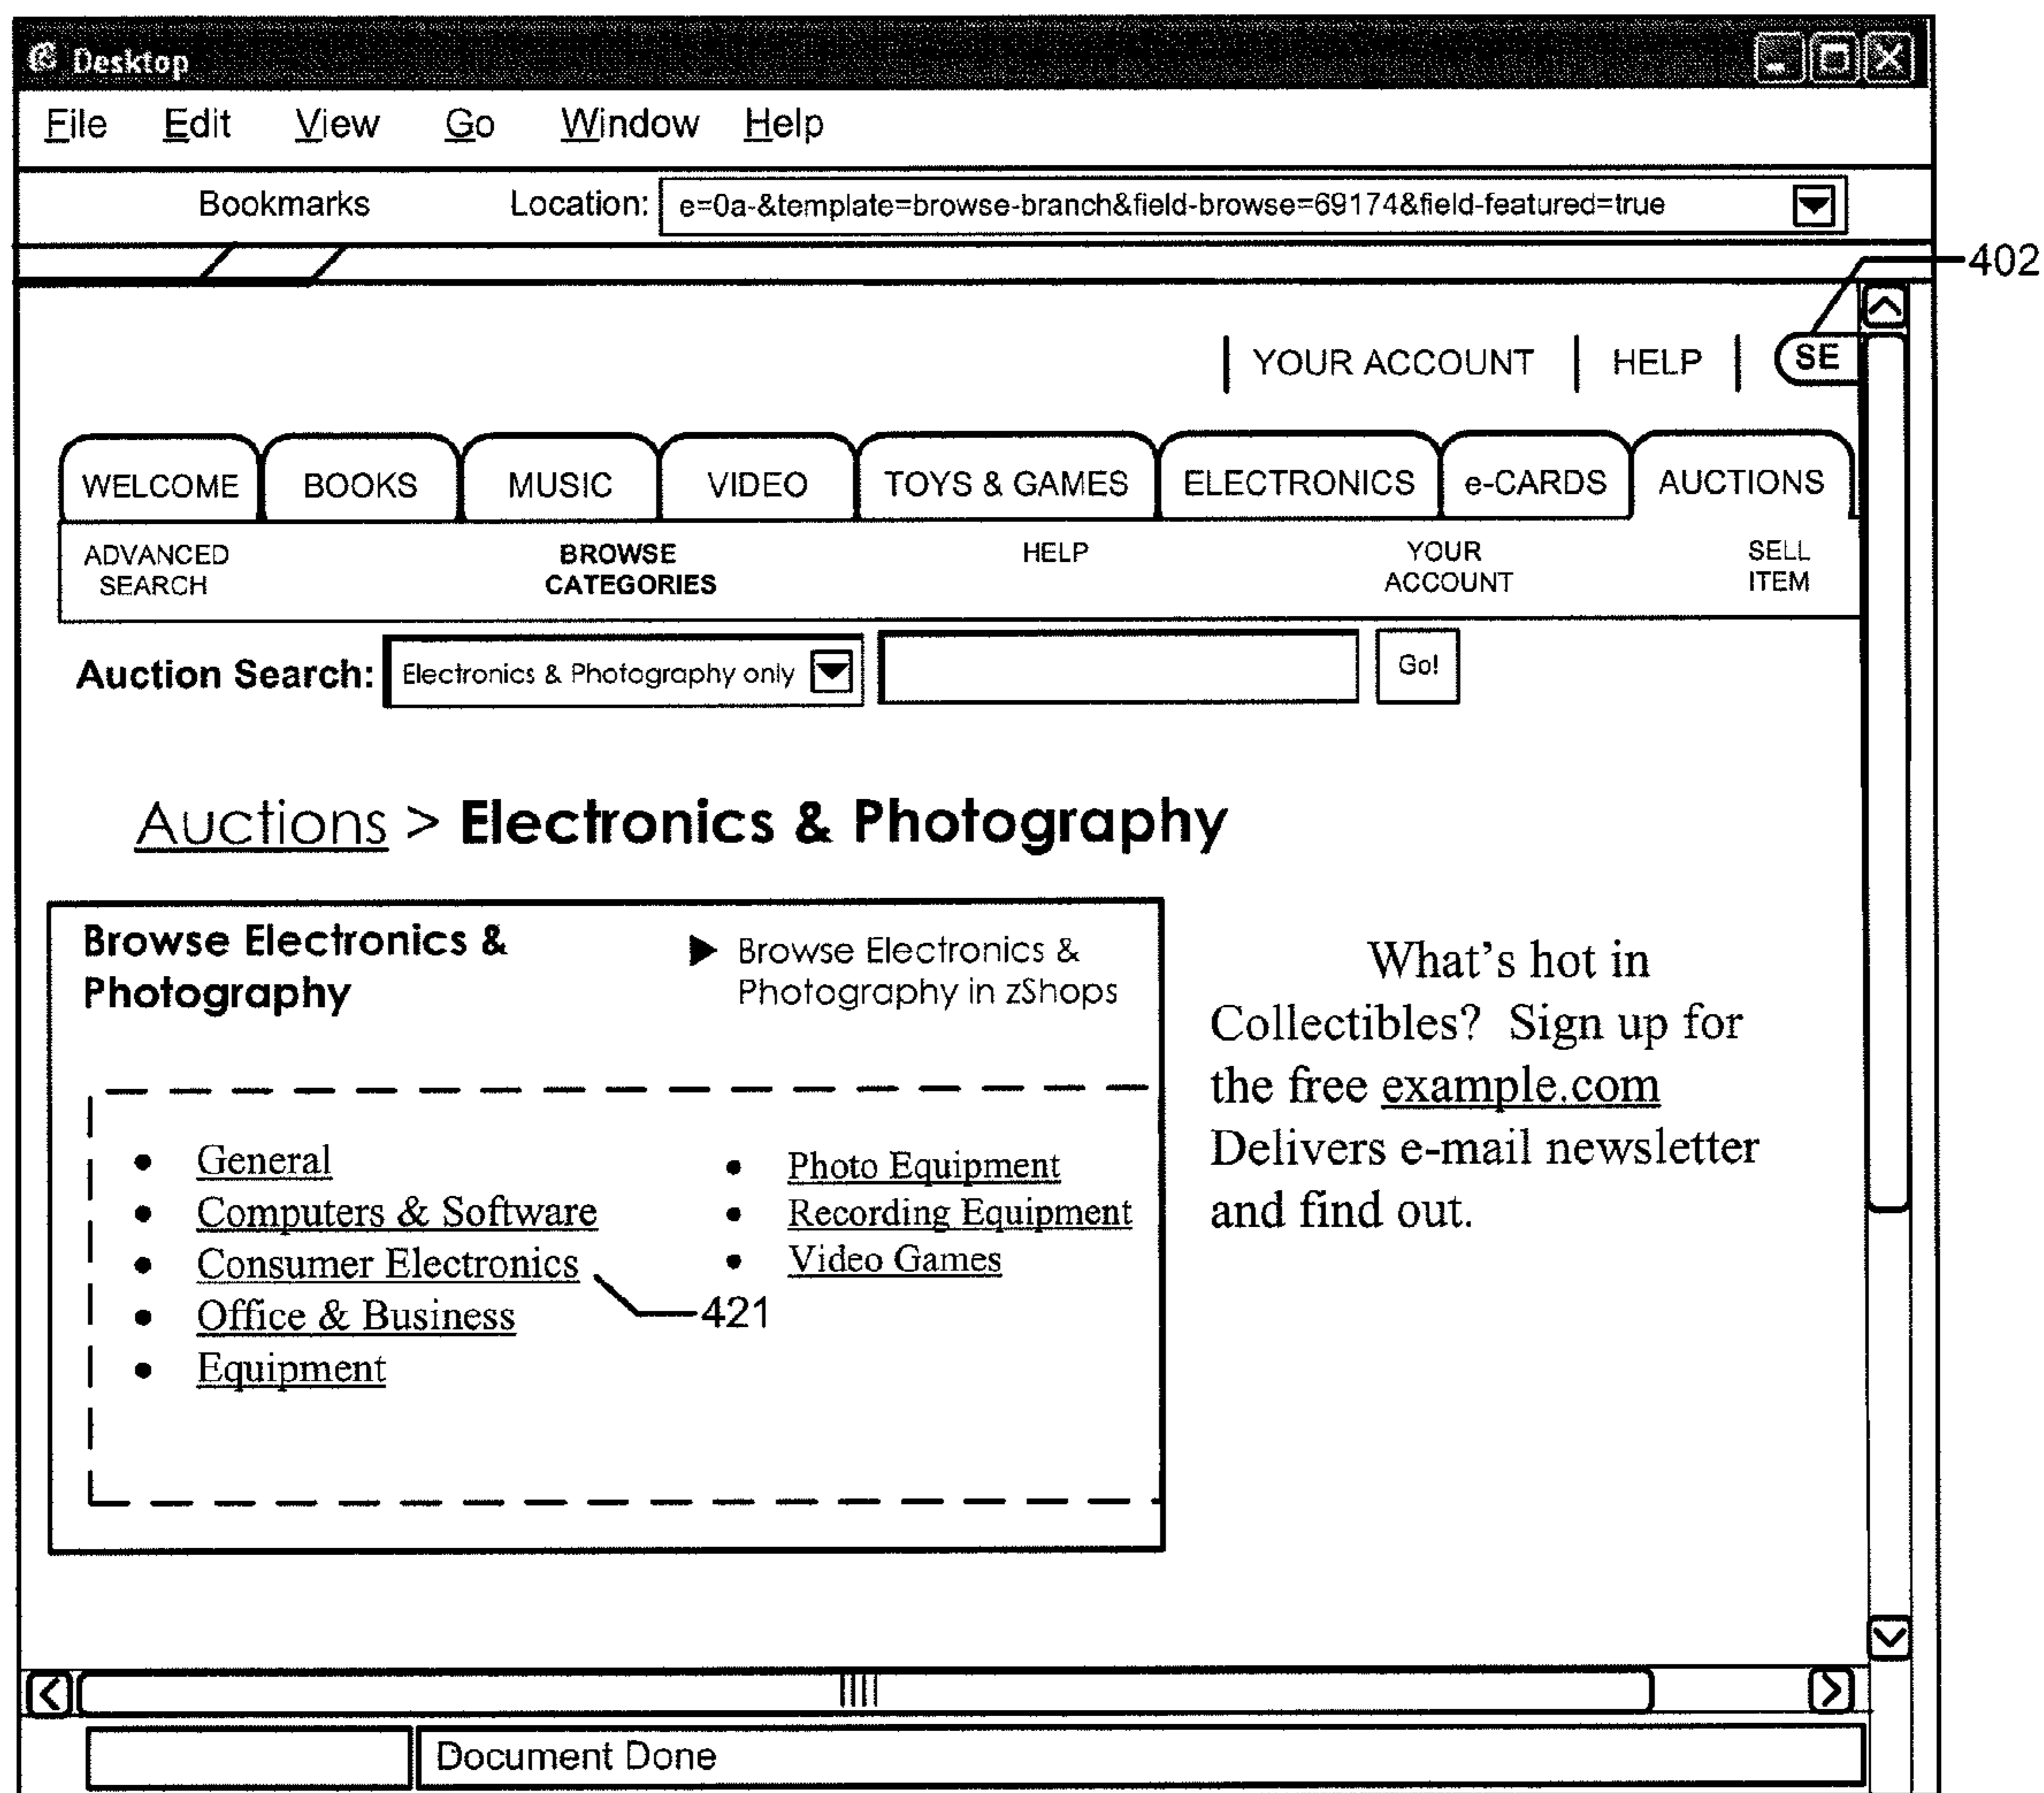 Desktop
File Edit View Go Window Help
Bookmarks Location: e=0a-&template=browse-branch&field-browse=69174&field-featured=true
402
YOUR ACCOUNT | HELP | SE
WELCOME BOOKS MUSIC VIDEO TOYS & GAMES ELECTRONICS e-CARDS AUCTIONS
ADVANCED SEARCH BROWSE CATEGORIES HELP YOUR ACCOUNT SELL ITEM
Auction Search: Electronics & Photography only Go!
Auctions > Electronics & Photography
Browse Electronics &
Photography
Browse Electronics &
Photography in zShops
General
Computers & Software
Consumer Electronics
421
Office & Business
Equipment
Photo Equipment
Recording Equipment
Video Games
What's hot in
Collectibles? Sign up for
the free example.com
Delivers e-mail newsletter
and find out.
Document Done